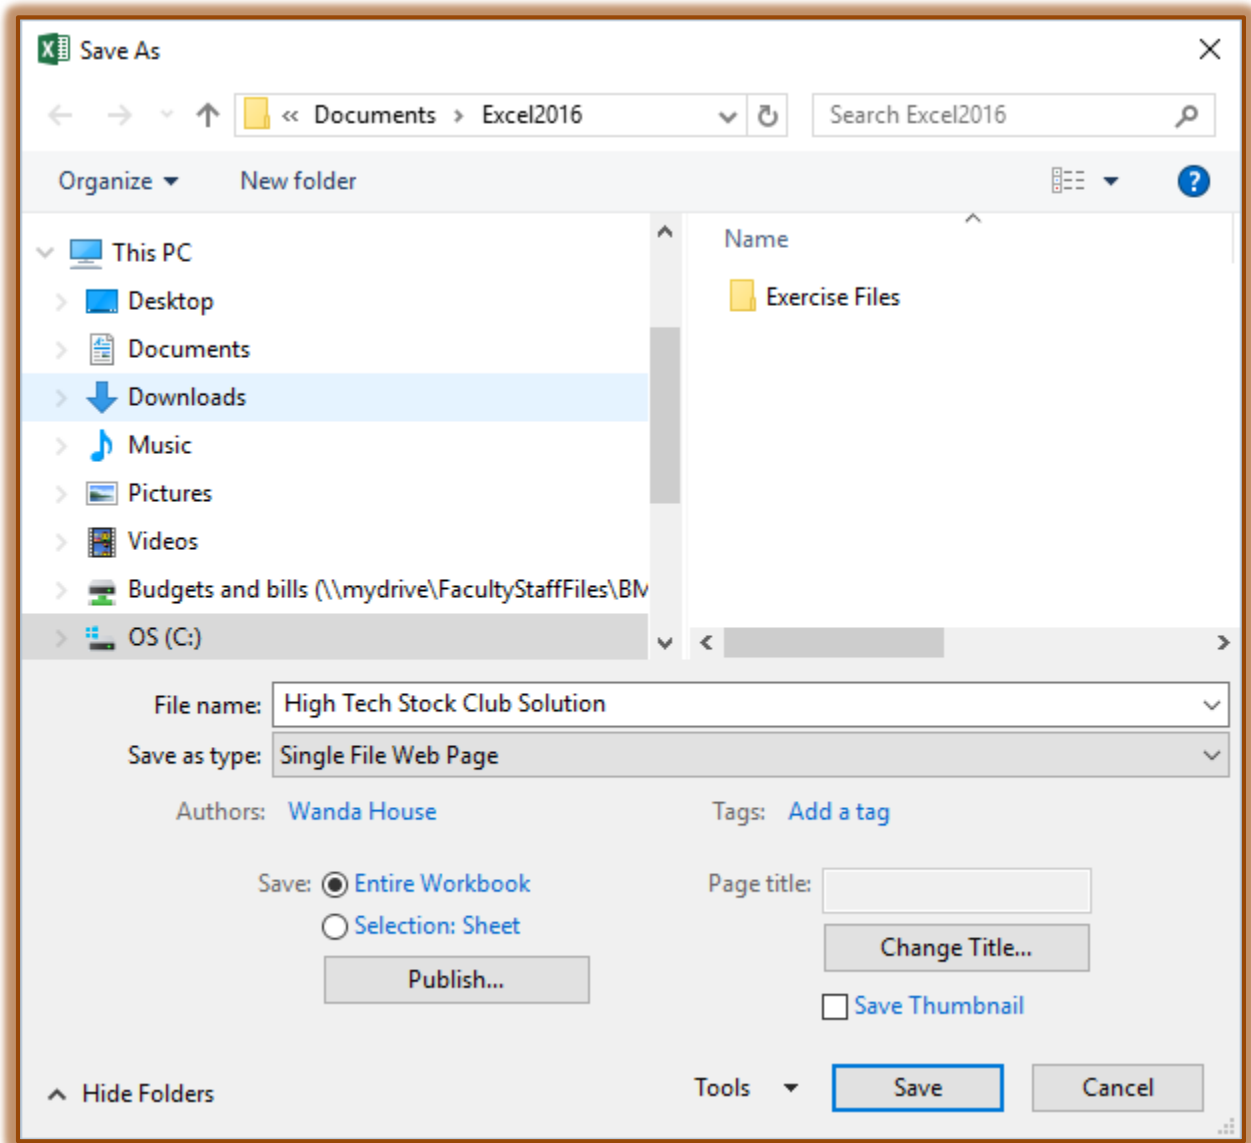 Save As
« Documents > Excel2016
Search Excel2016
Organize
New folder
This PC
Desktop
Documents
Downloads
Music
Pictures
Videos
Budgets and bills (\\mydrive\FacultyStaffFiles\BM
OS (C:)
Name
Exercise Files
File name: High Tech Stock Club Solution
Save as type: Single File Web Page
Authors: Wanda House
Tags: Add a tag
Save: Entire Workbook
Selection: Sheet
Publish...
Page title:
Change Title...
Save Thumbnail
Hide Folders
Tools
Save
Cancel